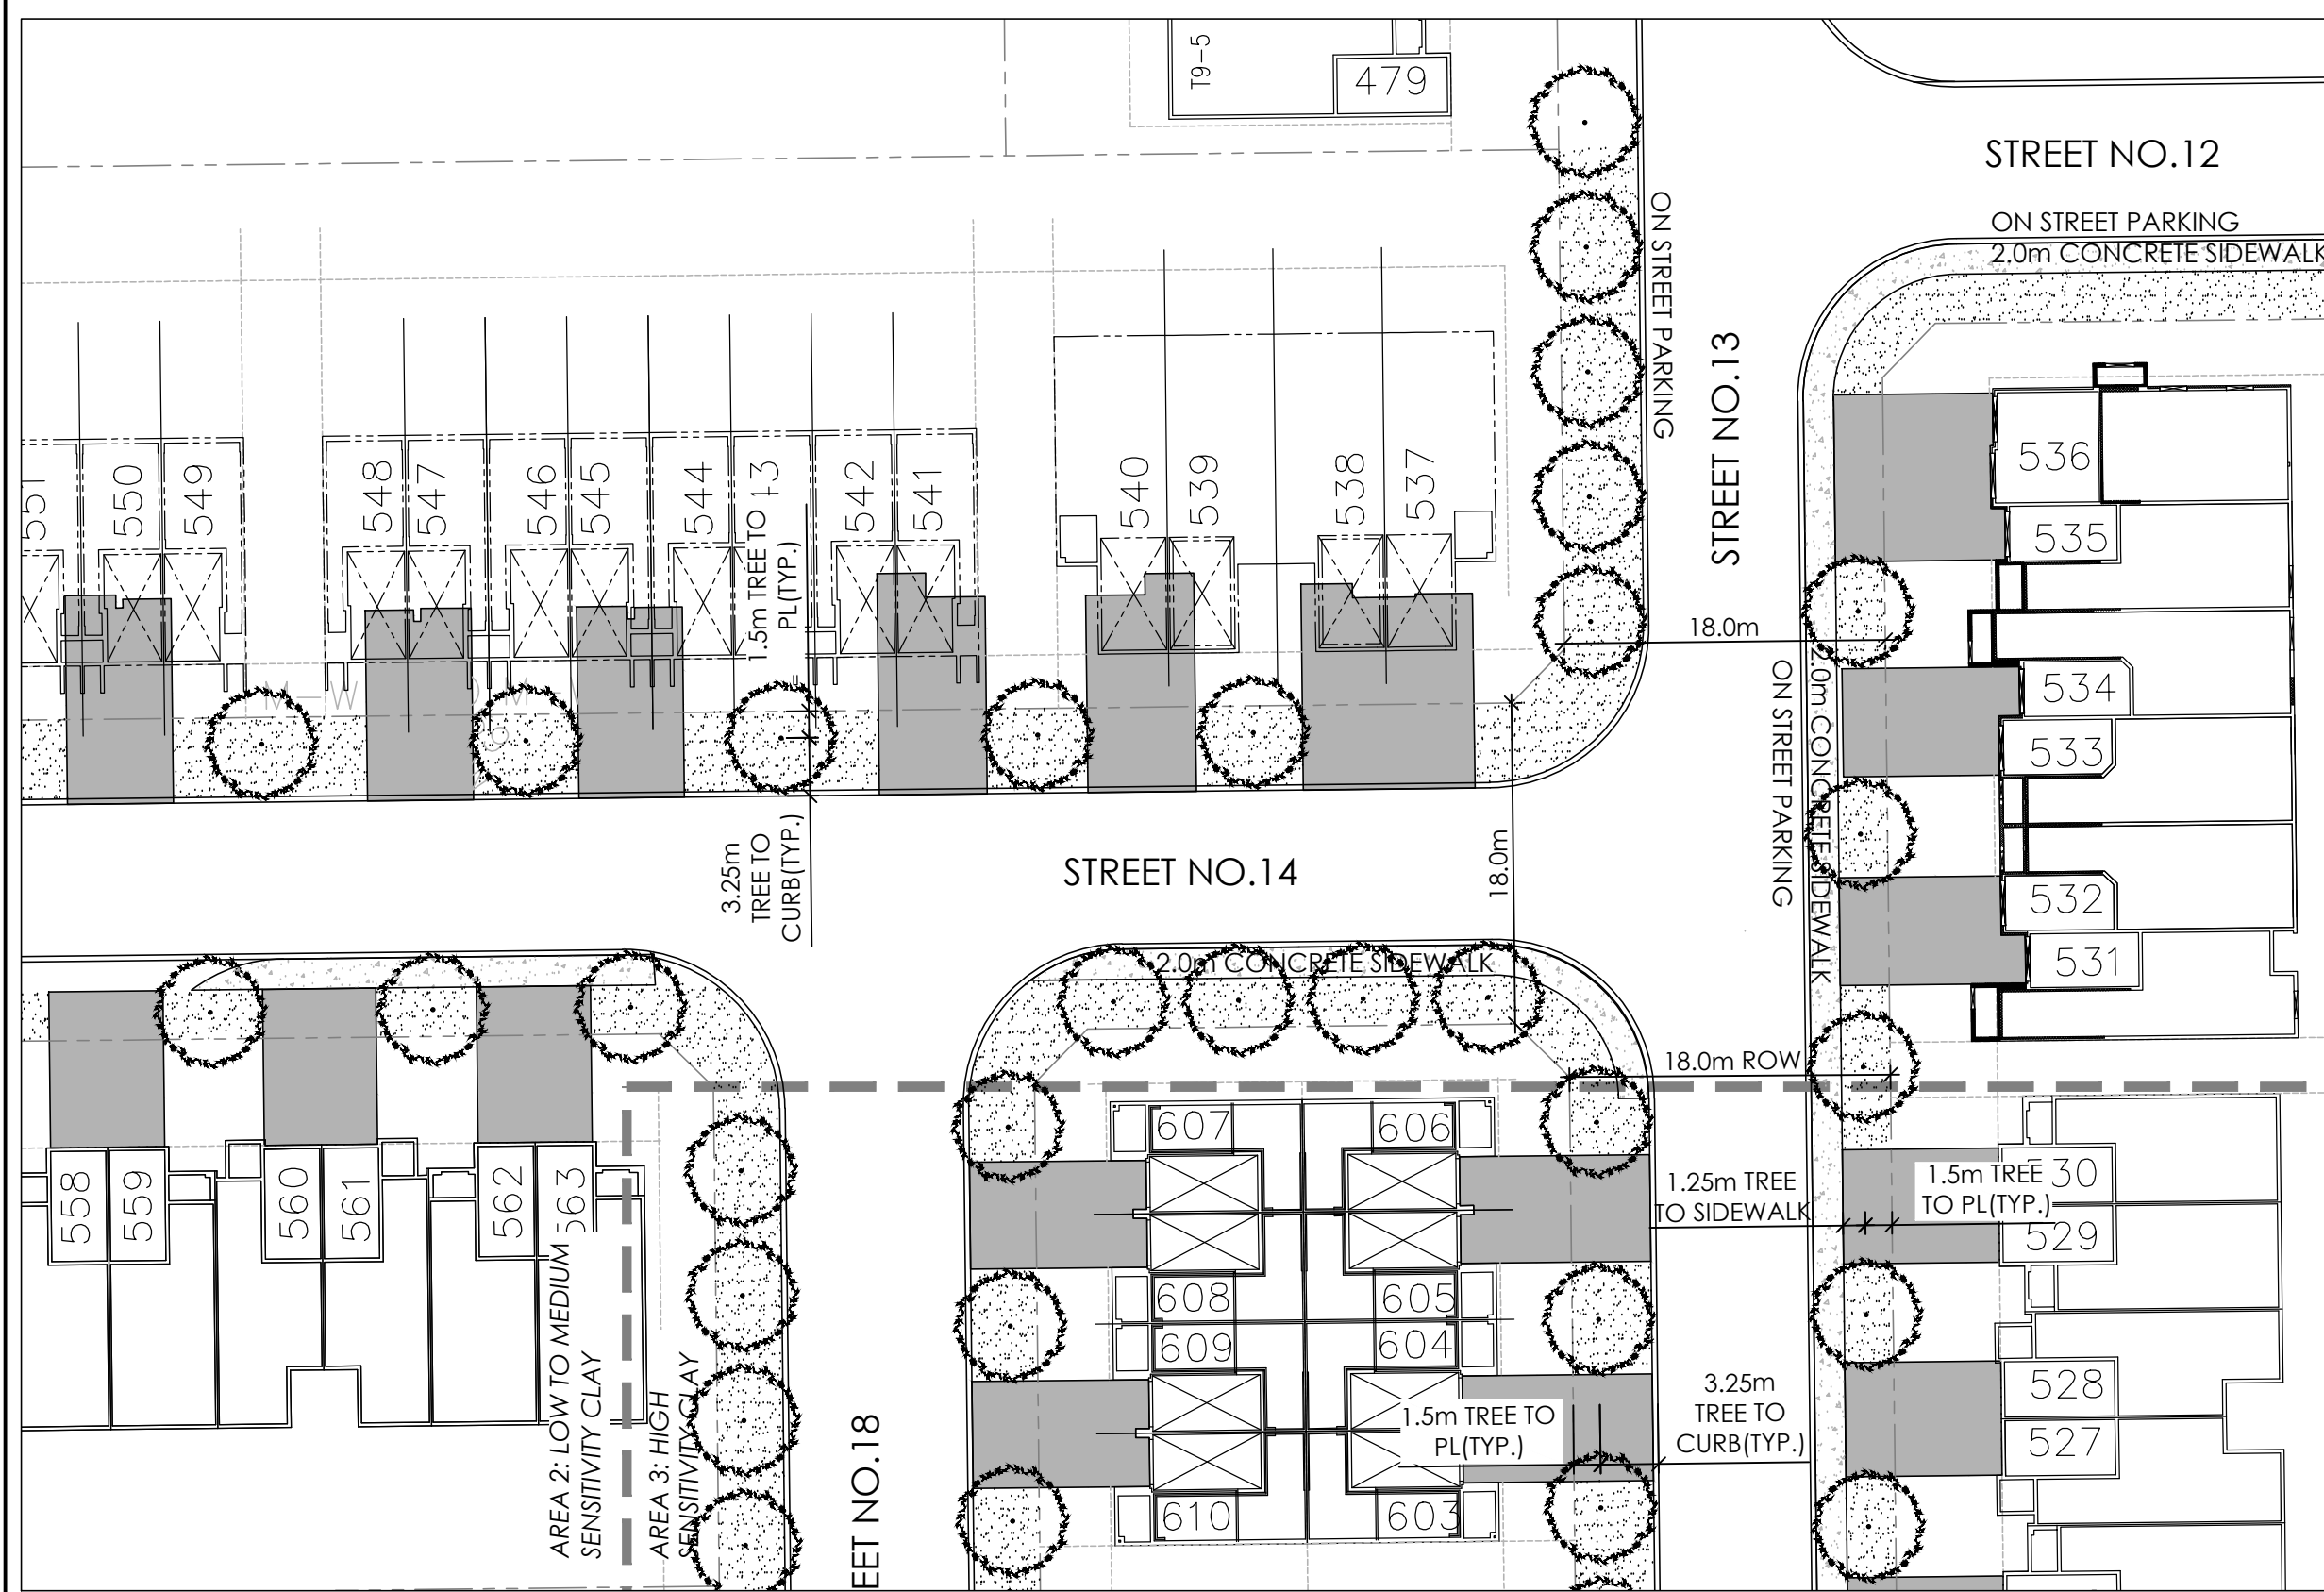 T9-5
479
STREET NO.12
ON STREET PARKING
2.0m CONCRETE SIDEWALK
ON STREET PARKING
STREET NO.13
550
549
548
547
546
545
544
1.5m TREE TO
PL(TYP.)
542
541
540
539
538
537
536
535
18.0m
534
533
532
531
ON STREET PARKING
2.0m CONCRETE SIDEWALK
3.25m
TREE TO
CURB(TYP.)
STREET NO.14
18.0m
2.0m CONCRETE SIDEWALK
18.0m ROW
558
559
560
561
562
607
606
608
605
609
604
610
603
1.25m TREE
TO SIDEWALK
1.5m TREE
TO PL(TYP.)
30
529
528
527
1.5m TREE TO
PL(TYP.)
3.25m
TREE TO
CURB(TYP.)
AREA 2: LOW TO MEDIUM
SENSITIVITY CLAY
AREA 3: HIGH
SENSITIVITY CLAY
EET NO.18